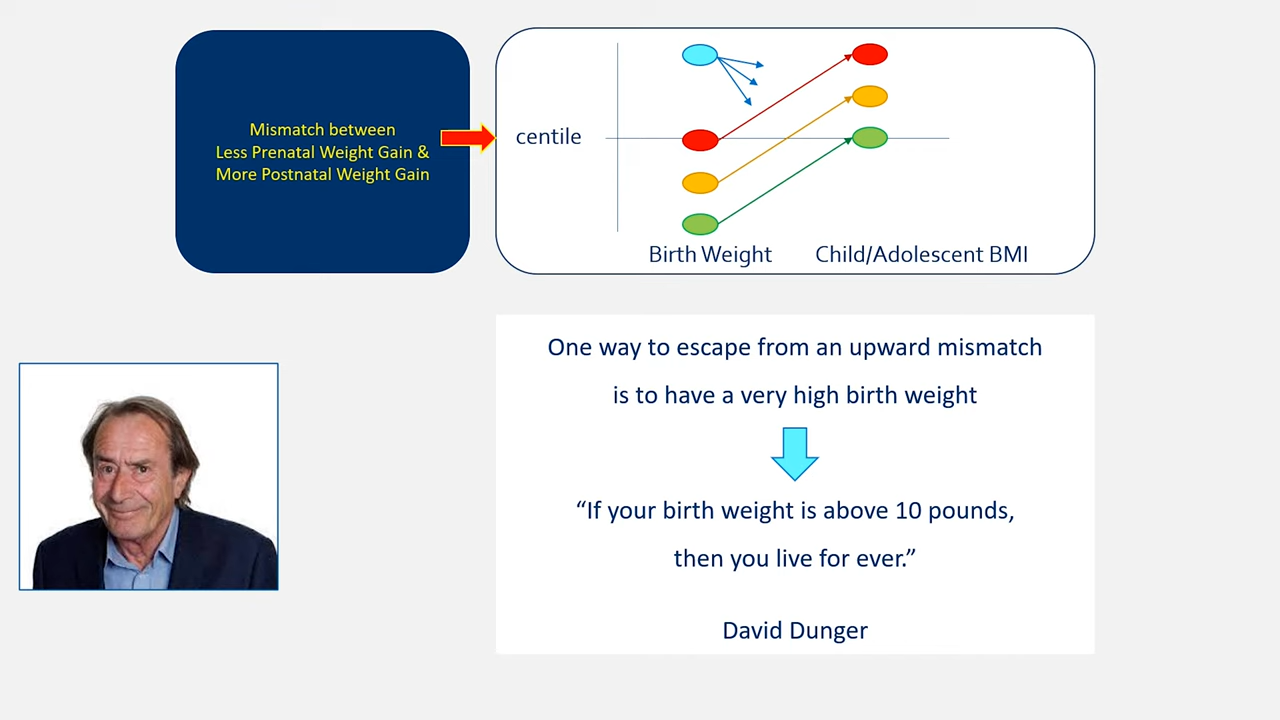 Mismatch between
Less Prenatal Weight Gain &
More Postnatal Weight Gain
centile
Birth Weight
Child/Adolescent BMI
One way to escape from an upward mismatch
is to have a very high birth weight
“If your birth weight is above 10 pounds,
then you live for ever.”
David Dunger